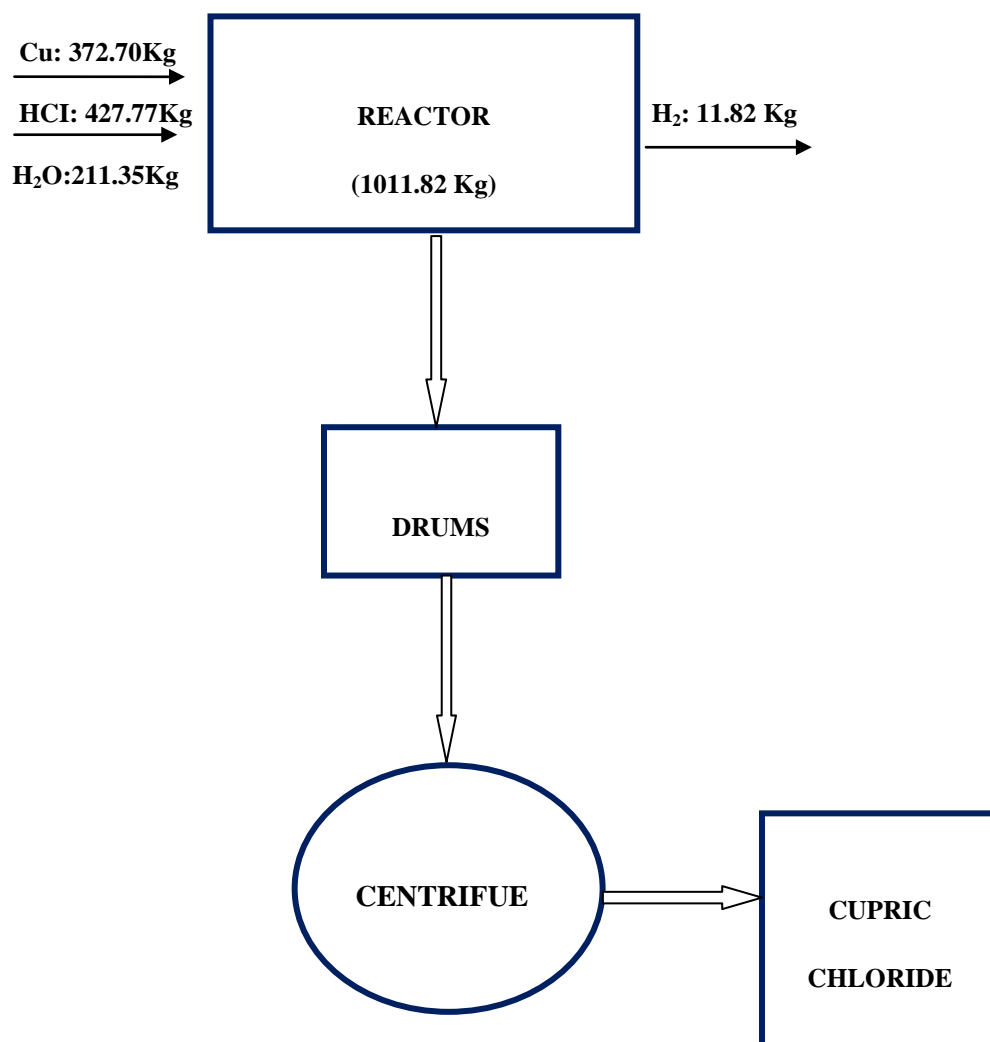 Cu: 372.70Kg
HCI: 427.77Kg
H₂O:211.35Kg
REACTOR
(1011.82 Kg)
H₂: 11.82 Kg
DRUMS
CENTRIFUE
CUPRIC
CHLORIDE